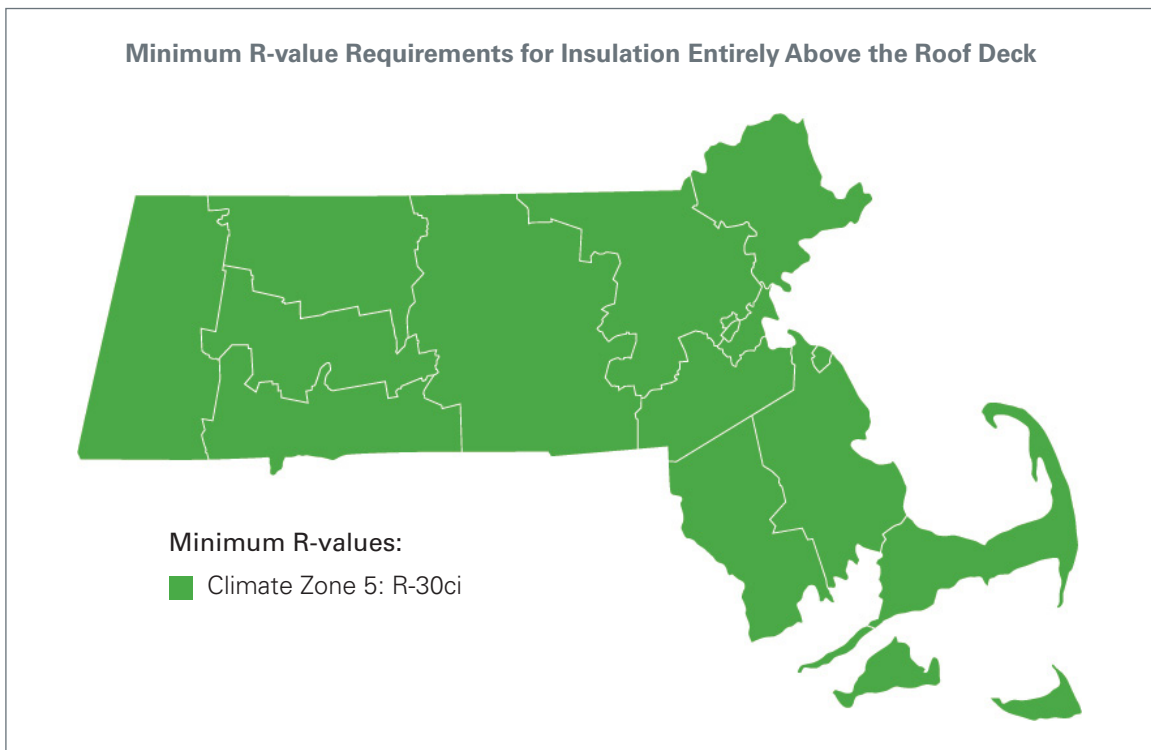 Minimum R-value Requirements for Insulation Entirely Above the Roof Deck
Minimum R-values:
Climate Zone 5: R-30ci